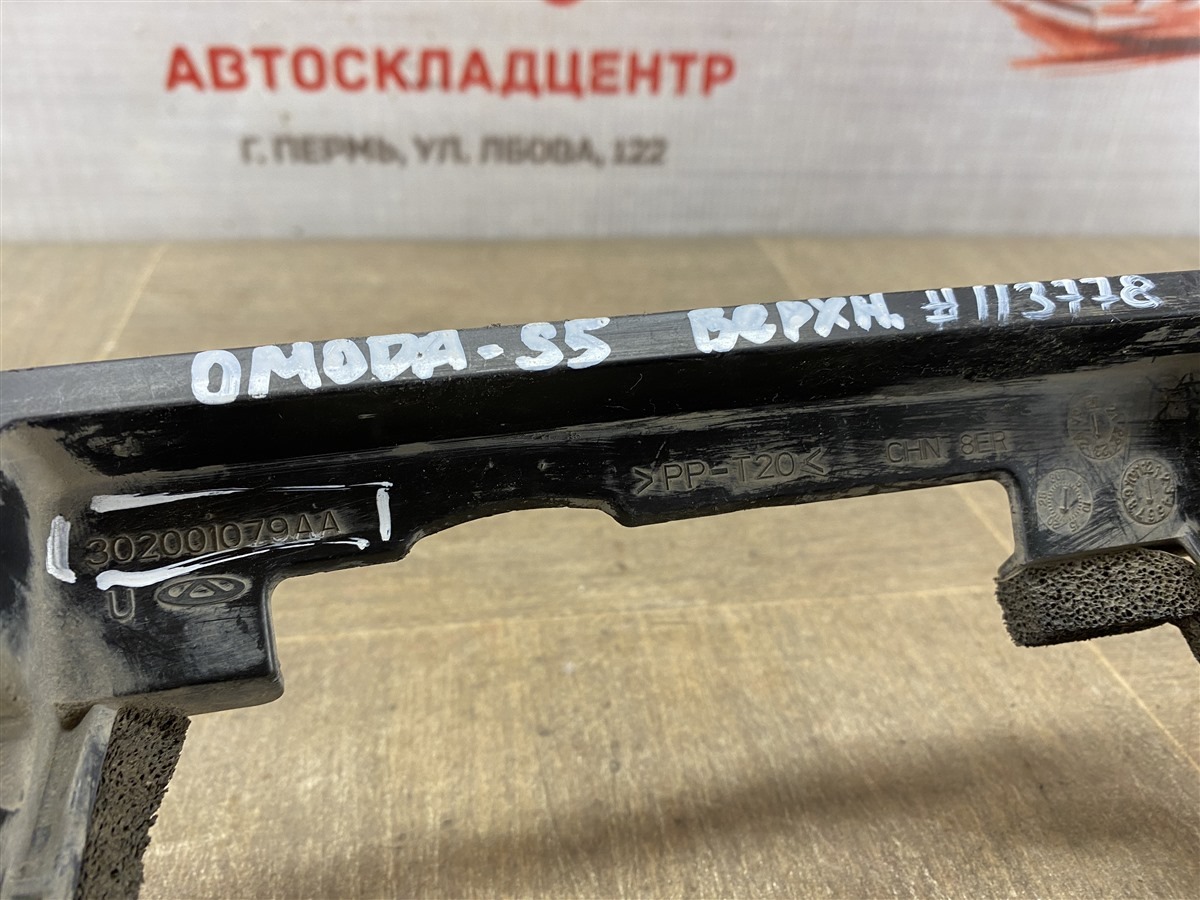 АВТОСКЛАДЦЕНТР
Г. ПЕРМЬ, УЛ. ЛБОВА, 122
OMODA-S5 ВЕРХН. #113778
>PP-T20< CHN 8ER
302001079AA
U